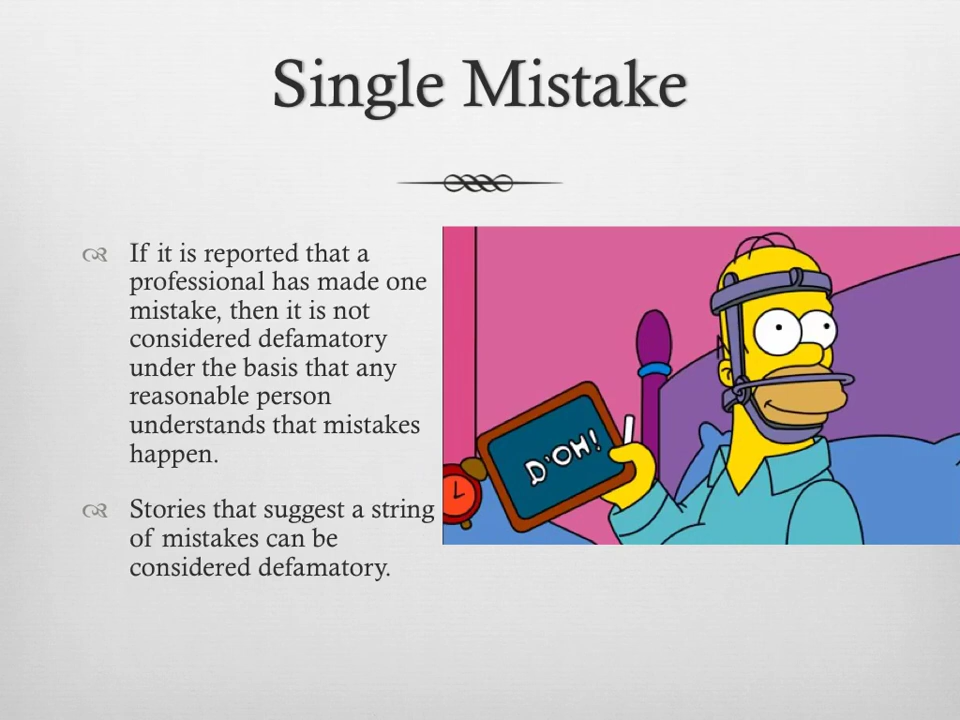 Single Mistake
If it is reported that a
professional has made one
mistake, then it is not
considered defamatory
under the basis that any
reasonable person
understands that mistakes
happen.
Stories that suggest a string
of mistakes can be
considered defamatory.
D'OH!